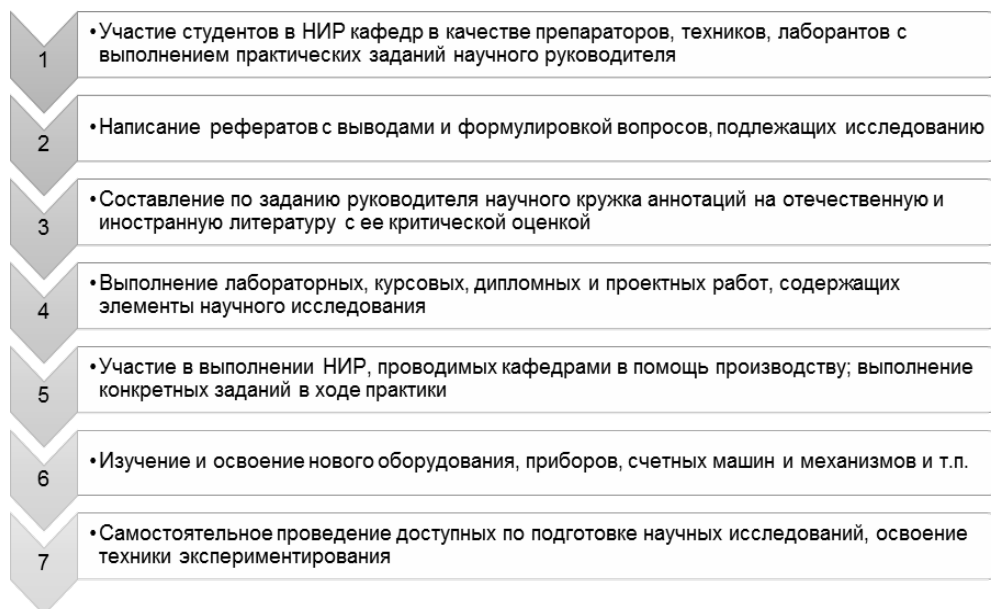 1
•Участие студентов в НИР кафедр в качестве препараторов, техников, лаборантов с
выполнением практических заданий научного руководителя
2
•Написание рефератов с выводами и формулировкой вопросов, подлежащих исследованию
3
•Составление по заданию руководителя научного кружка аннотаций на отечественную и
иностранную литературу с ее критической оценкой
4
•Выполнение лабораторных, курсовых, дипломных и проектных работ, содержащих
элементы научного исследования
5
•Участие в выполнении НИР, проводимых кафедрами в помощь производству; выполнение
конкретных заданий в ходе практики
6
•Изучение и освоение нового оборудования, приборов, счетных машин и механизмов и т.п.
7
•Самостоятельное проведение доступных по подготовке научных исследований, освоение
техники экспериментирования